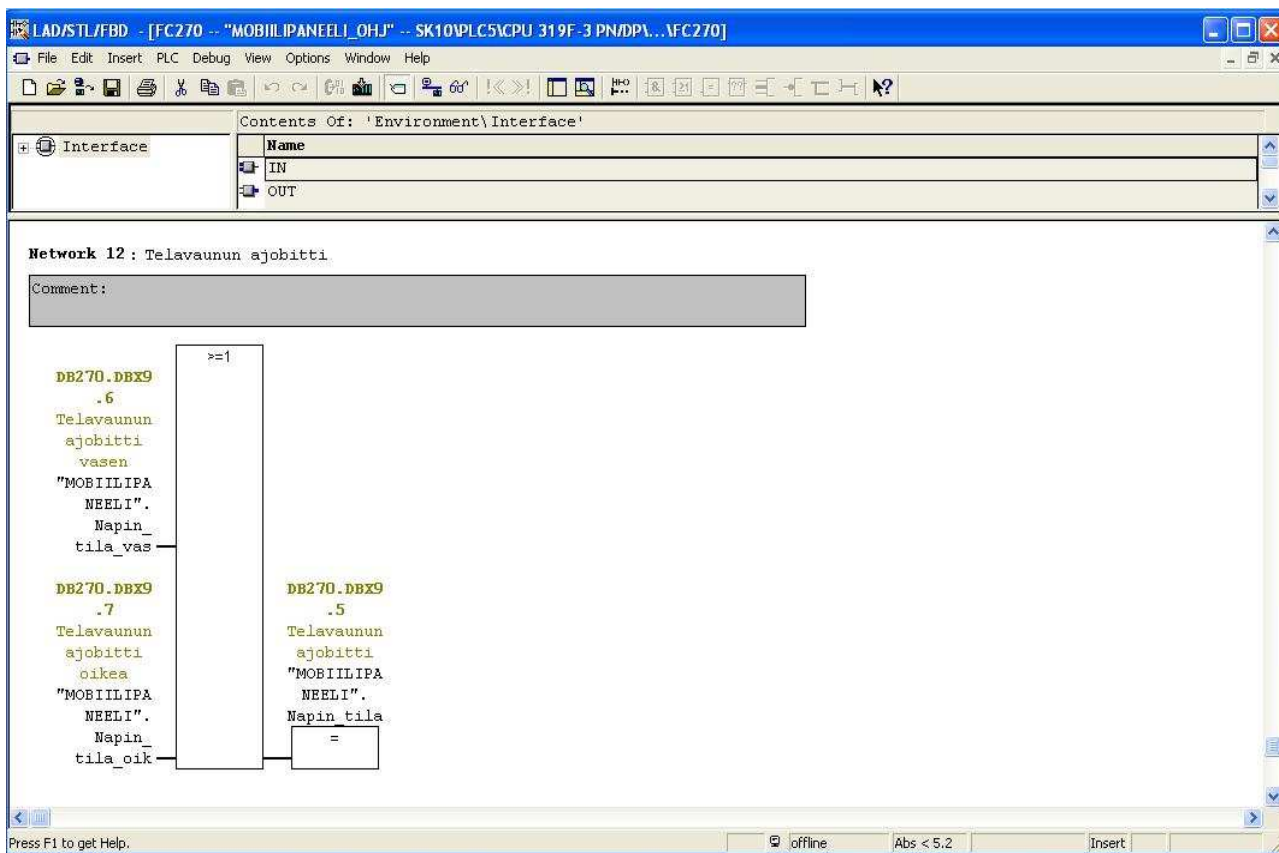 LAD/STL/FBD - [FC270 -- "MOBIILIPANEELI_OHJ" -- SK10\PLC5\CPU 319F-3 PN/DP\...\FC270]
File Edit Insert PLC Debug View Options Window Help
Contents Of: 'Environment\Interface'
Interface
Name
IN
OUT
Network 12 : Telavaunun ajobitti
Comment:
>=1
DB270.DBX9
.6
Telavaunun
ajobitti
vasen
"MOBIILIPA
NEELI".
Napin_
tila_vas
DB270.DBX9
.7
Telavaunun
ajobitti
oikea
"MOBIILIPA
NEELI".
Napin_
tila_oik
DB270.DBX9
.5
Telavaunun
ajobitti
"MOBIILIPA
NEELI".
Napin_tila
=
Press F1 to get Help.
offline
Abs < 5.2
Insert